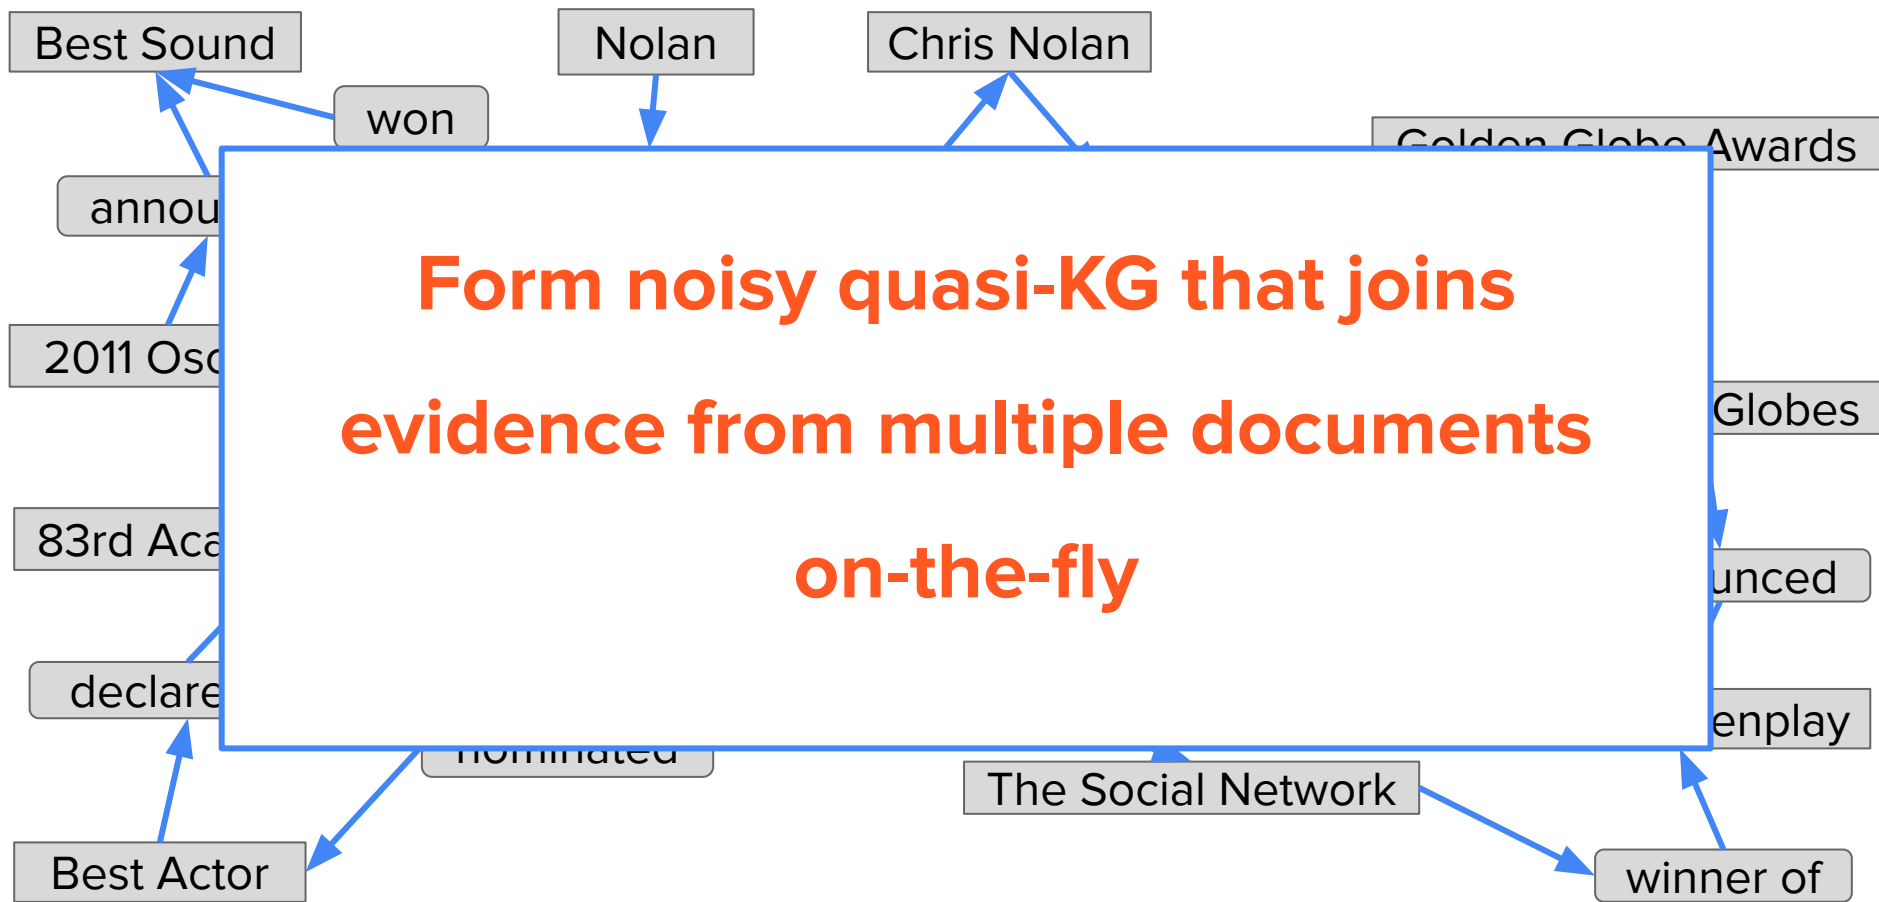 Best Sound
Nolan
Chris Nolan
won
Golden Globe Awards
annou
Form noisy quasi-KG that joins
2011 Osc
evidence from multiple documents
Globes
83rd Aca
on-the-fly
unced
declare
enplay
nominated
The Social Network
Best Actor
winner of